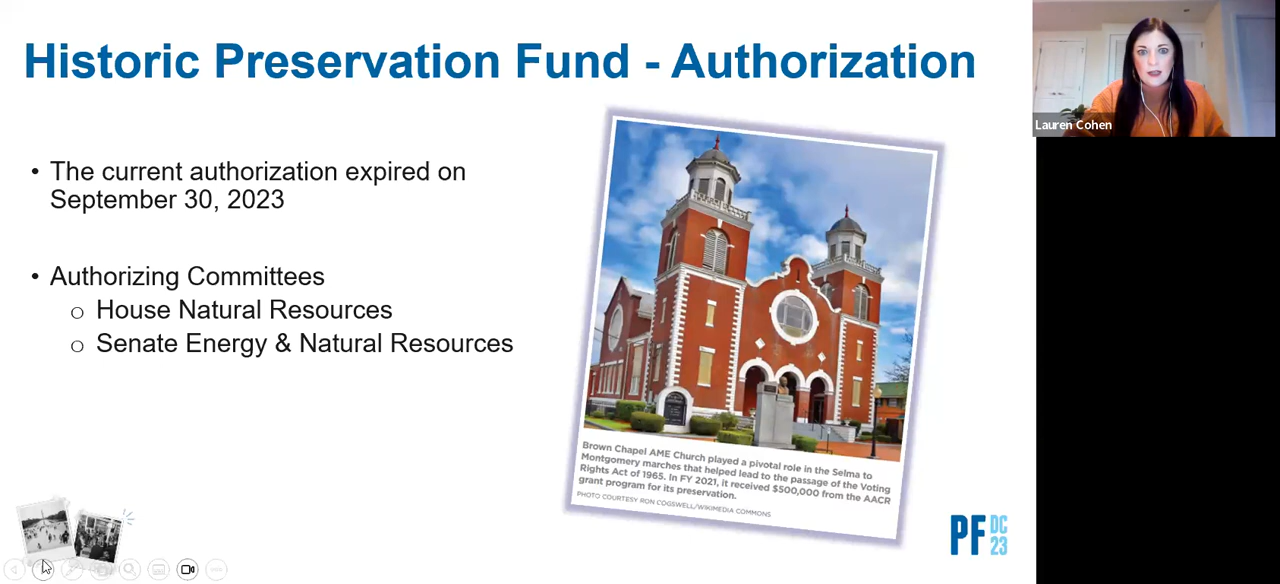 Historic Preservation Fund - Authorization
• The current authorization expired on
September 30, 2023
• Authorizing Committees
o House Natural Resources
o Senate Energy & Natural Resources
Brown Chapel AME Church played a pivotal role in the Selma to
Montgomery marches that helped lead to the passage of the Voting
Rights Act of 1965. In FY 2021, it received $500,000 from the AACR
grant program for its preservation.
PHOTO COURTESY RON COGSWELL/WIKIMEDIA COMMONS
PF DC
23
Lauren Cohen